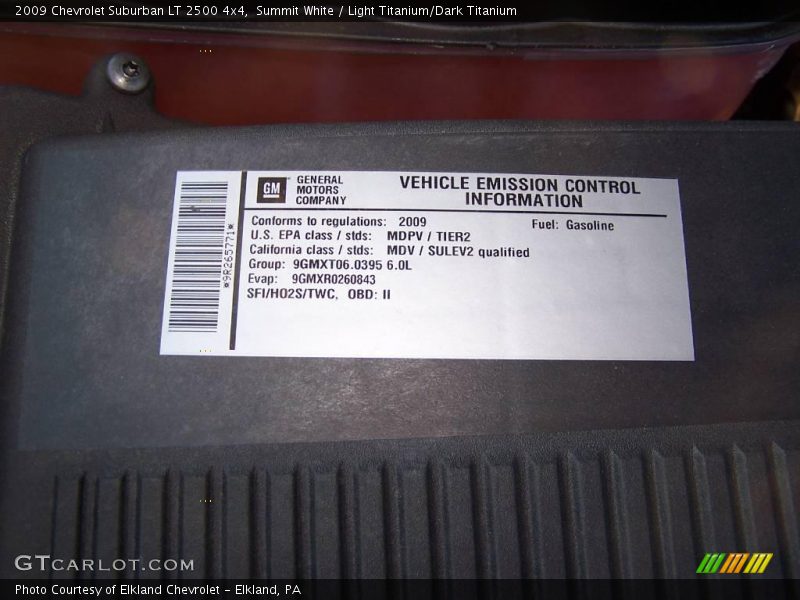 2009 Chevrolet Suburban LT 2500 4x4, Summit White / Light Titanium/Dark Titanium
*9R265771*
GM
GENERAL
MOTORS
COMPANY
VEHICLE EMISSION CONTROL
INFORMATION
Conforms to regulations: 2009
Fuel: Gasoline
U.S. EPA class / stds: MDPV / TIER2
California class / stds: MDV / SULEV2 qualified
Group: 9GMXT06.0395 6.0L
Evap: 9GMXR0260843
SFI/HO2S/TWC, OBD: II
GTCARLOT.COM
Photo Courtesy of Elkland Chevrolet - Elkland, PA